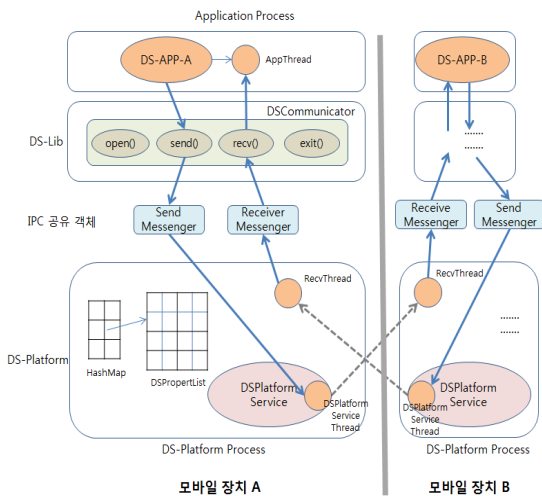 Application Process
DS-APP-A
AppThread
DS-APP-B
DS-Lib
DSCommunicator
open()
send()
recv()
exit()
.......
.......
IPC 공유 객체
Send
Messenger
Receiver
Messenger
Receive
Messenger
Send
Messenger
RecvThread
RecvThread
.......
.......
DS-Platform
HashMap
DSPropertList
DSPlatform
Service
DSPlatform
Service
Thread
DSPlatform
Service
DSPlatform
Service
Thread
DS-Platform Process
DS-Platform Process
모바일 장치 A
모바일 장치 B